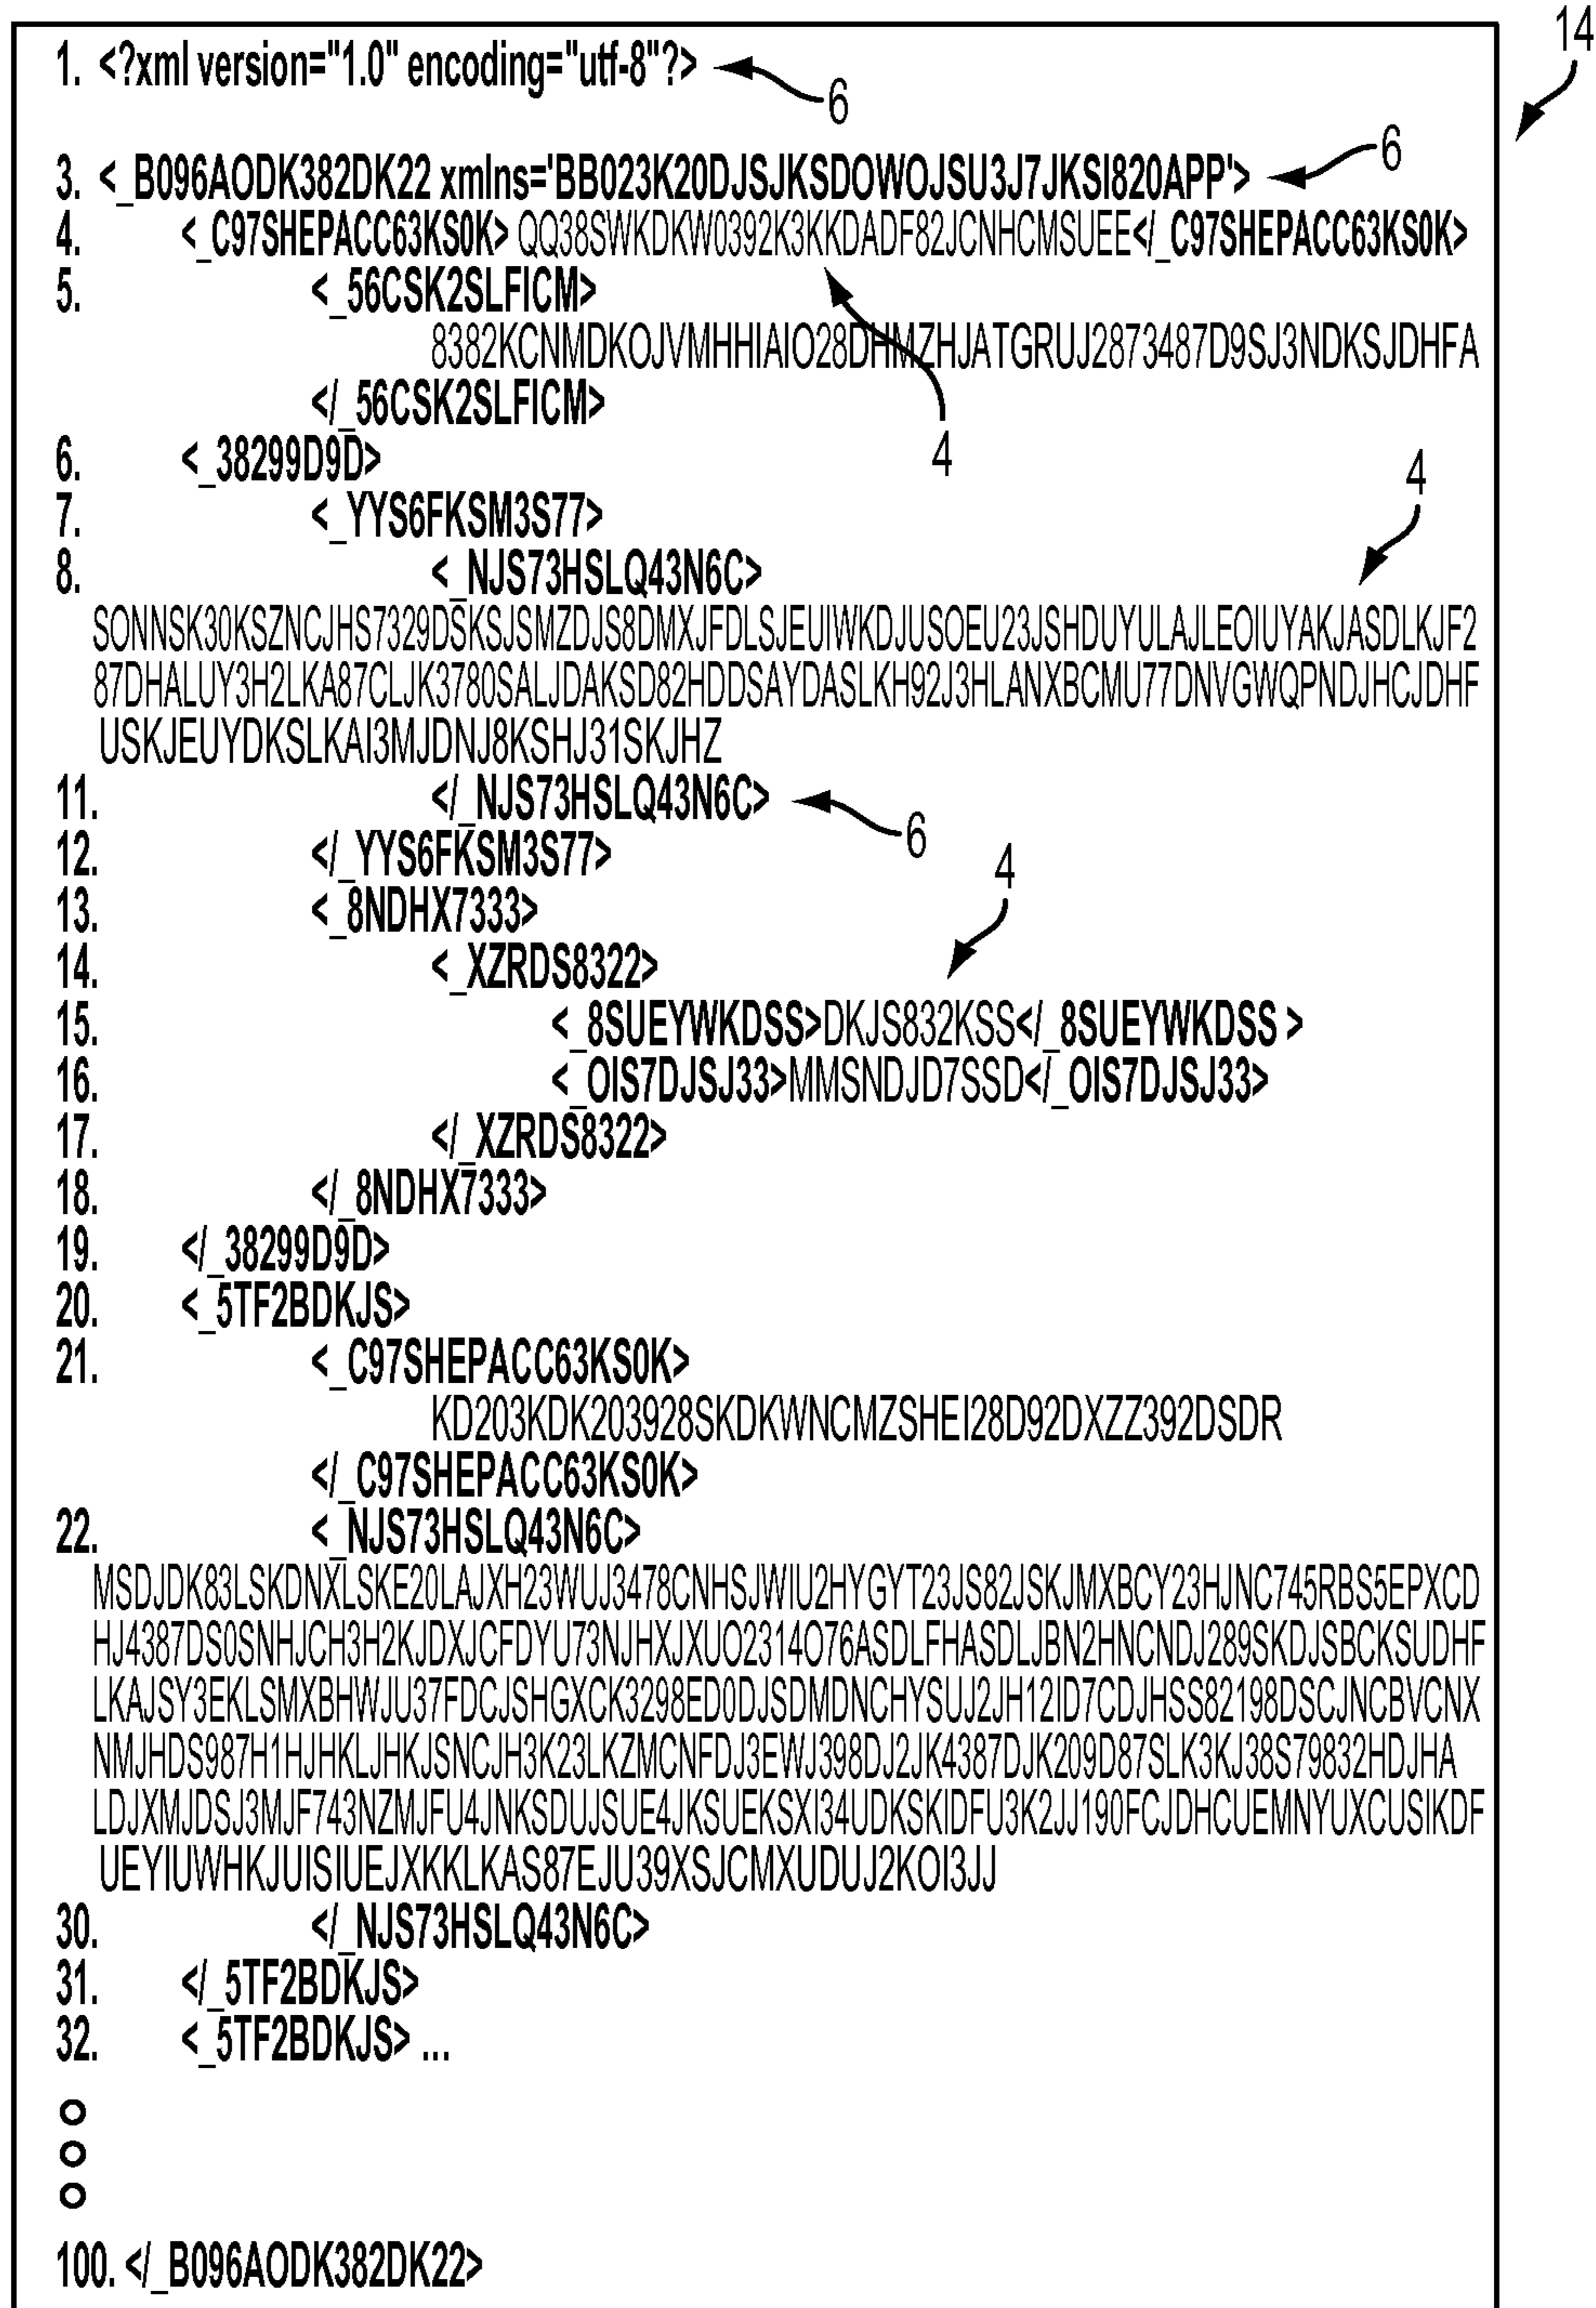 14
1. <?xml version="1.0" encoding="utf-8"?>
6
3. <_B096AODK382DK22 xmlns='BB023K20DJSJKSDOWOJSU3J7JKSI820APP'>
6
4. <_C97SHEPACC63KS0K> QQ38SWKDKW0392K3KKDADF82JCNHCMSUEE</_C97SHEPACC63KS0K>
5. <_56CSK2SLFICM>
8382KCNMDKOJVMHHIAIO28DHMZHJATGRUJ2873487D9SJ3NDKSJDHFA
</_56CSK2SLFICM>
4
6. <_38299D9D>
4
7. <_YYS6FKSM3S77>
8. <_NJS73HSLQ43N6C>
SONNSK30KSZNCJHS7329DSKSJSMZDJS8DMXJFDLSJEUIWKDJUSOEU23JSHDUYULAJLEOIUYAKJASDLKJF2
87DHALUY3H2LKA87CLJK3780SALJDAKSD82HDDSAYDASLKH92J3HLANXBCMU77DNVGWQPNDJHCJDHF
USKJEUYDKSLKAI3MJDNJ8KSHJ31SKJHZ
11. </_NJS73HSLQ43N6C>
6
12. </_YYS6FKSM3S77>
4
13. <_8NDHX7333>
14. <_XZRDS8322>
15. <_8SUEYWKDSS>DKJS832KSS</_8SUEYWKDSS >
16. <_OIS7DJSJ33>MMSNDJD7SSD</_OIS7DJSJ33>
17. </_XZRDS8322>
18. </_8NDHX7333>
19. </_38299D9D>
20. <_5TF2BDKJS>
21. <_C97SHEPACC63KS0K>
KD203KDK203928SKDKWNCMZSHEI28D92DXZZ392DSDR
</_C97SHEPACC63KS0K>
22. <_NJS73HSLQ43N6C>
MSDJDK83LSKDNXLSKE20LAJXH23WUJ3478CNHSJWIU2HYGYT23JS82JSKJMXBCY23HJNC745RBS5EPXCD
HJ4387DS0SNHJCH3H2KJDXJCFDYU73NJHXJXUO2314O76ASDLFHASDLJBN2HNCNDJ289SKDJSBCKSUDHF
LKAJSY3EKLSMXBHWJU37FDCJSHGXCK3298ED0DJSDMDNCHYSUJ2JH12ID7CDJHSS82198DSCJNCBVCNX
NMJHDS987H1HJHKLJHKJSNCJH3K23LKZMCNFDJ3EWJ398DJ2JK4387DJK209D87SLK3KJ38S79832HDJHA
LDJXMJDSJ3MJF743NZMJFU4JNKSDUJSUE4JKSUEKSXI34UDKSKIDFU3K2JJ190FCJDHCUEMNYUXCUSIKDF
UEYIUWHKJUISIUEJXKKLKAS87EJU39XSJCMXUDUJ2KOI3JJ
30. </_NJS73HSLQ43N6C>
31. </_5TF2BDKJS>
32. <_5TF2BDKJS> ...
100. </_B096AODK382DK22>